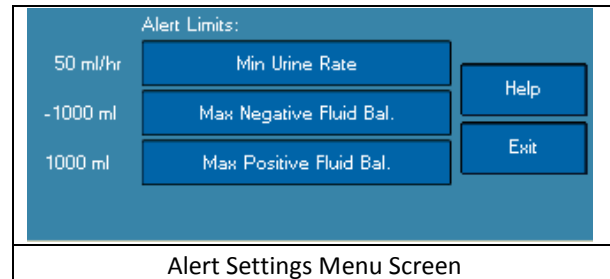 Alert Limits:
50 ml/hr Min Urine Rate
Help
-1000 ml Max Negative Fluid Bal.
Exit
1000 ml Max Positive Fluid Bal.
Alert Settings Menu Screen